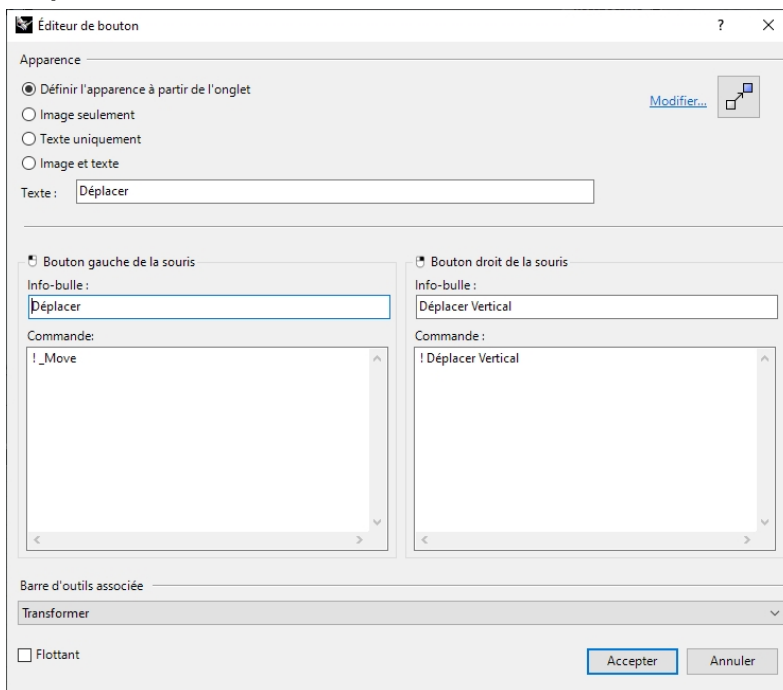 Éditeur de bouton
Apparence
Définir l'apparence à partir de l'onglet
Modifier...
Image seulement
Texte uniquement
Image et texte
Texte : Déplacer
Bouton gauche de la souris
Info-bulle :
Déplacer
Commande:
! _Move
Bouton droit de la souris
Info-bulle :
Déplacer Vertical
Commande :
! Déplacer Vertical
Barre d'outils associée
Transformer
Flottant
Accepter
Annuler